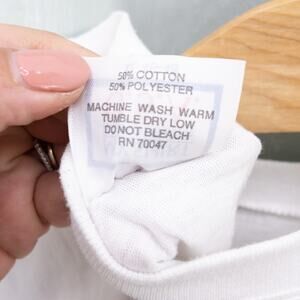 50% COTTON
50% POLYESTER
MACHINE WASH WARM
TUMBLE DRY LOW
DO NOT BLEACH
RN 70047